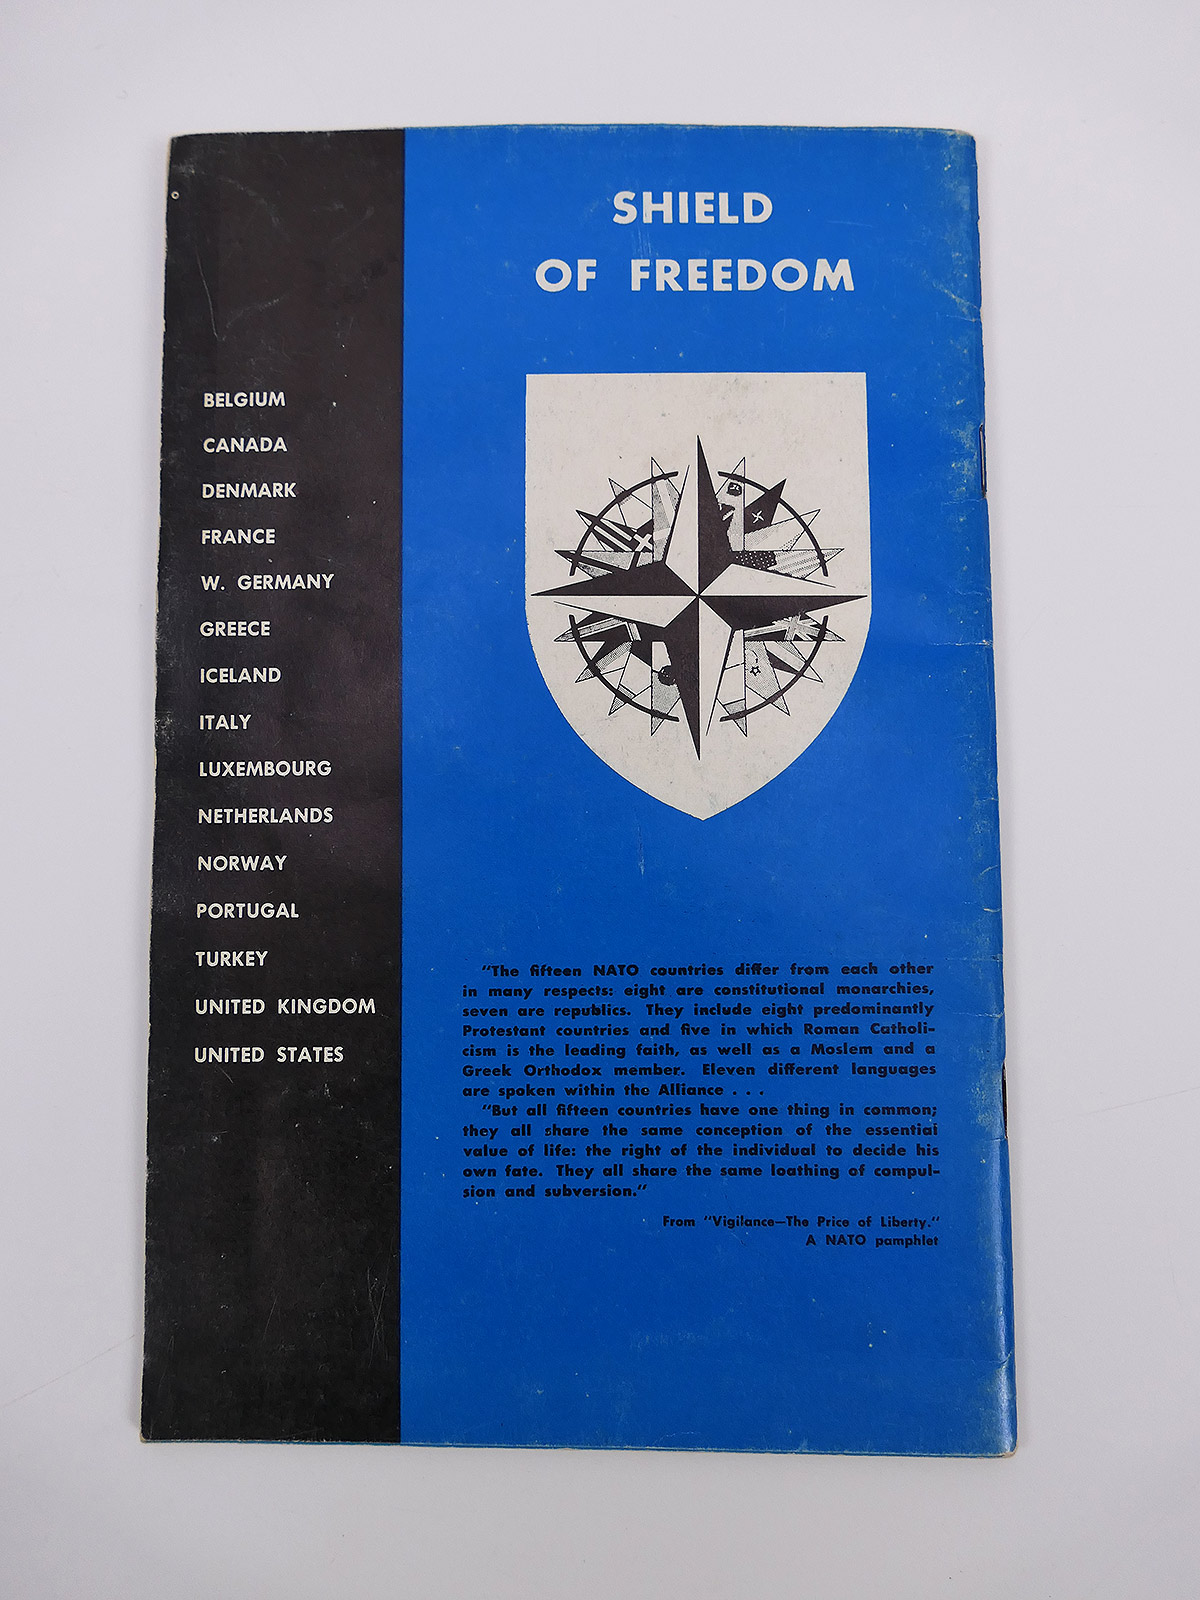 SHIELD
OF FREEDOM
BELGIUM
CANADA
DENMARK
FRANCE
W. GERMANY
GREECE
ICELAND
ITALY
LUXEMBOURG
NETHERLANDS
NORWAY
PORTUGAL
TURKEY
UNITED KINGDOM
UNITED STATES
"The fifteen NATO countries differ from each other
in many respects: eight are constitutional monarchies,
seven are republics. They include eight predominantly
Protestant countries and five in which Roman Catholi-
cism is the leading faith, as well as a Moslem and a
Greek Orthodox member. Eleven different languages
are spoken within the Alliance . . .
"But all fifteen countries have one thing in common;
they all share the same conception of the essential
value of life: the right of the individual to decide his
own fate. They all share the same loathing of compul-
sion and subversion."
From "Vigilance—The Price of Liberty."
A NATO pamphlet